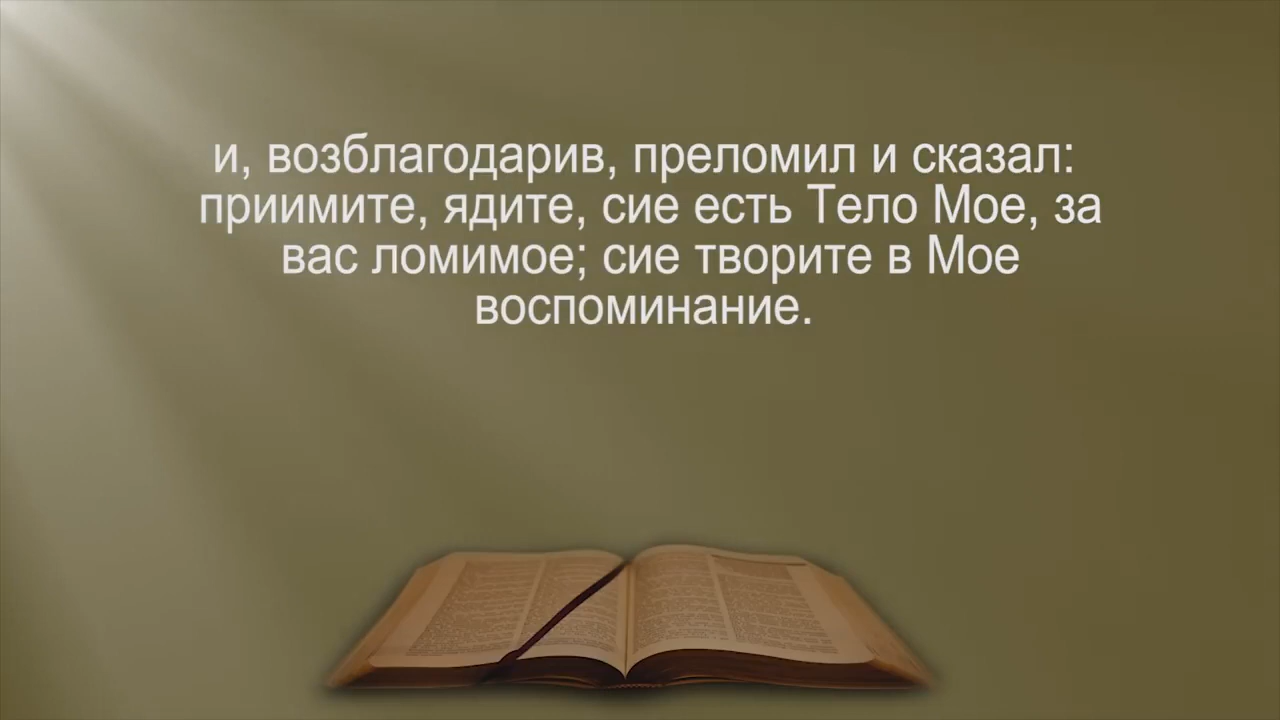 и, возблагодарив, преломил и сказал:
приимите, ядите, сие есть Тело Мое, за
вас ломимое; сие творите в Мое
воспоминание.